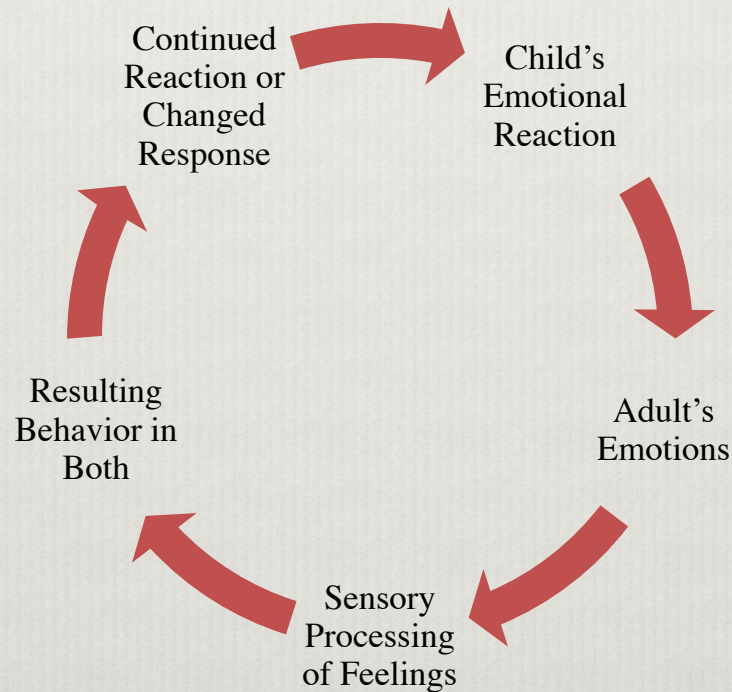 Continued
Reaction or
Changed
Response
Child’s
Emotional
Reaction
Adult’s
Emotions
Sensory
Processing
of Feelings
Resulting
Behavior in
Both